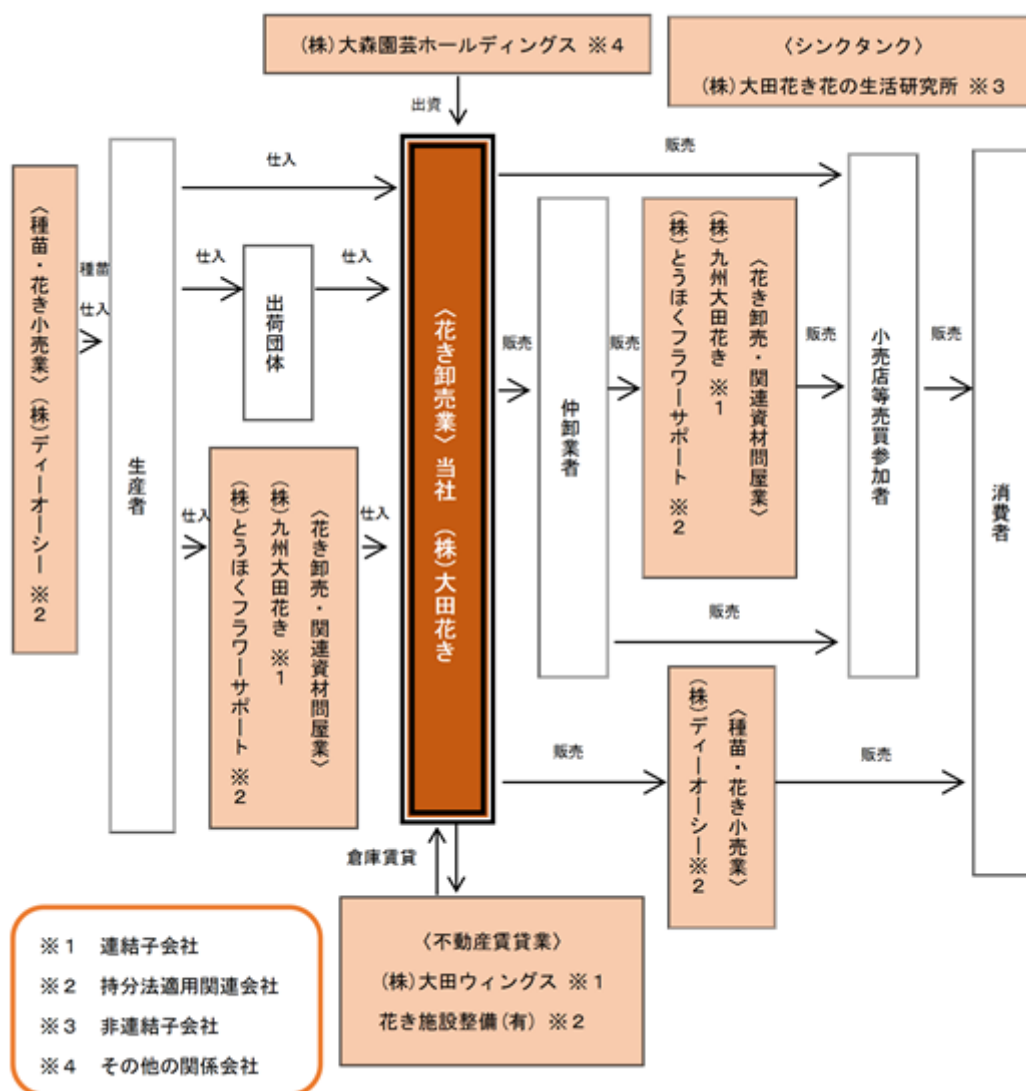 (株)大森園芸ホールディングス ※4
〈シンクタンク〉
(株)大田花き花の生活研究所 ※3
出資
〈種苗・花き小売業〉(株)ディーオーシー ※2
種苗
仕入
生産者
仕入
仕入
出荷団体
仕入
仕入
〈花き卸売・関連資材問屋業〉
(株)九州大田花き ※1
(株)とうほくフラワーサポート ※2
仕入
〈花き卸売業〉当社 (株)大田花き
販売
販売
仲卸業者
販売
〈花き卸売・関連資材問屋業〉
(株)九州大田花き ※1
(株)とうほくフラワーサポート ※2
販売
販売
小売店等売買参加者
販売
消費者
販売
〈種苗・花き小売業〉
(株)ディーオーシー※2
販売
倉庫賃貸
〈不動産賃貸業〉
(株)大田ウィングス ※1
花き施設整備(有) ※2
※1 連結子会社
※2 持分法適用関連会社
※3 非連結子会社
※4 その他の関係会社